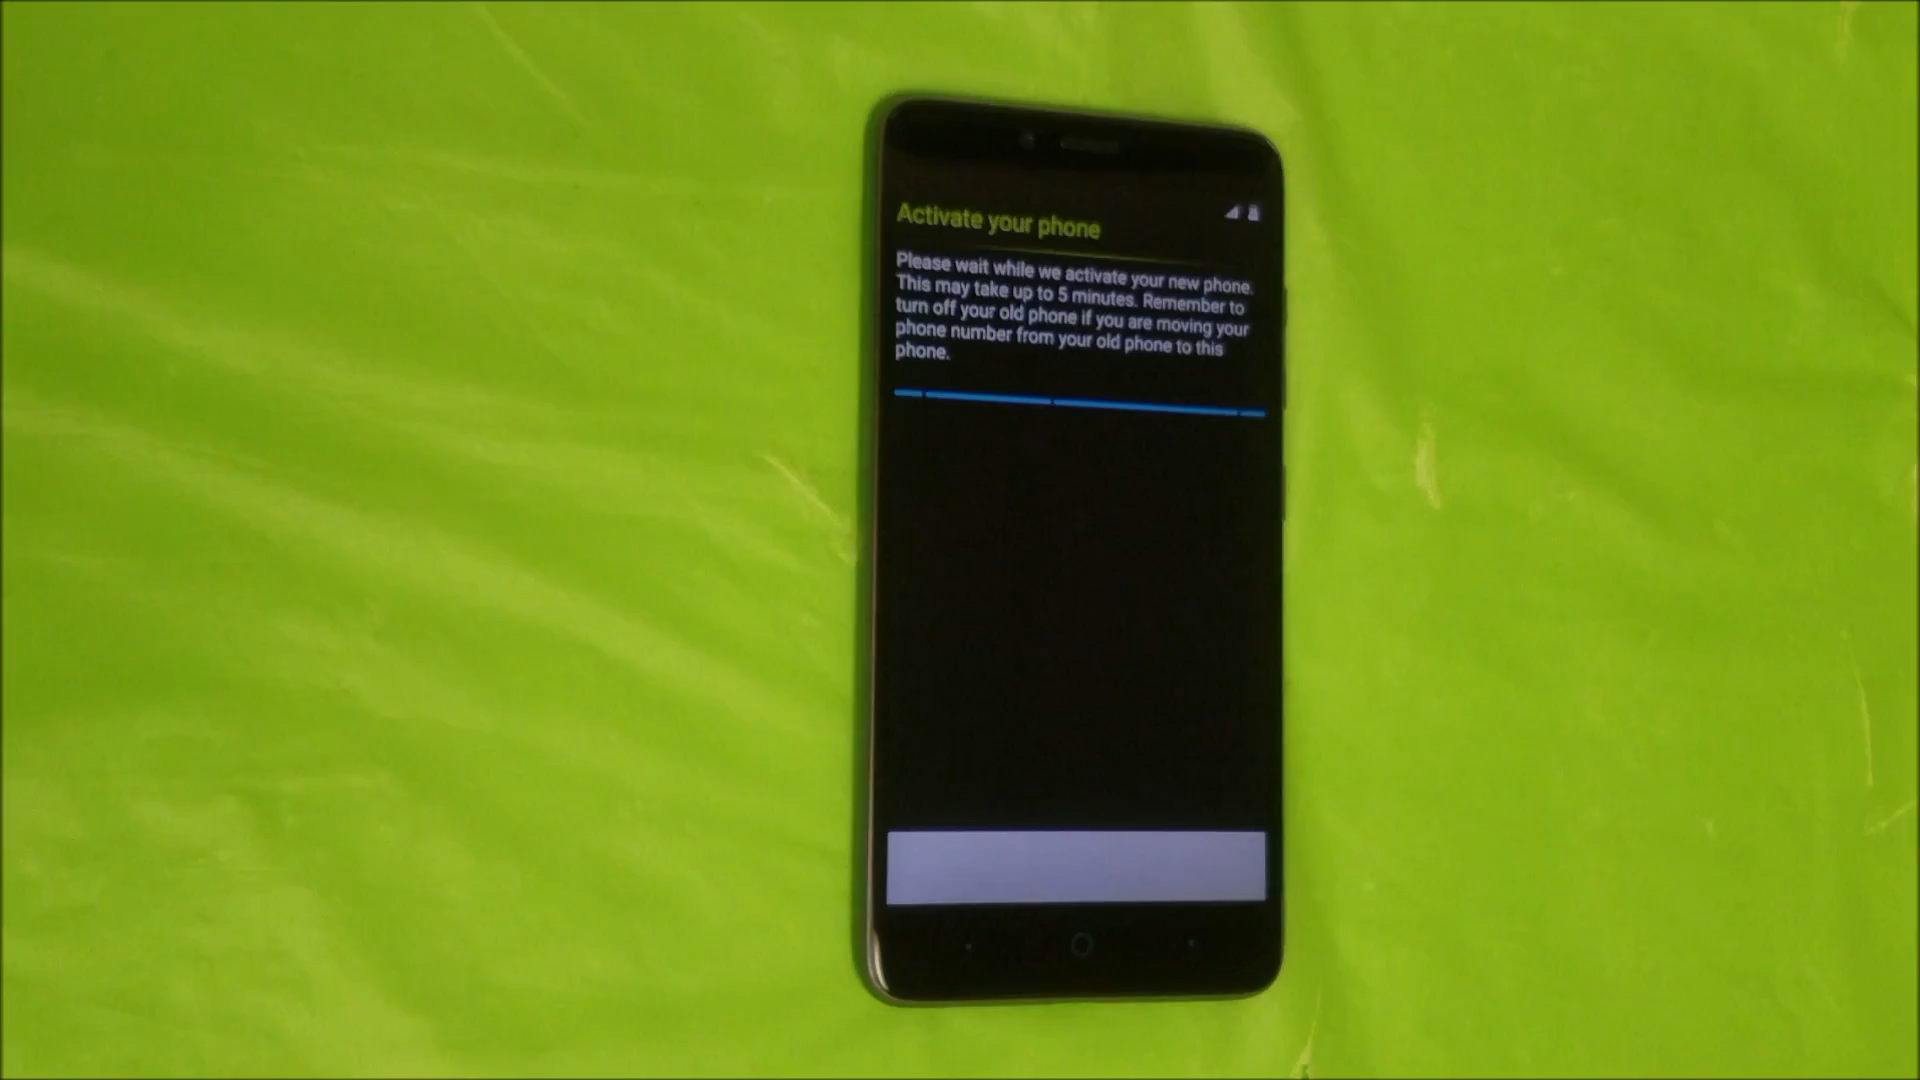 Activate your phone
Please wait while we activate your new phone.
This may take up to 5 minutes. Remember to
turn off your old phone if you are moving your
phone number from your old phone to this
phone.